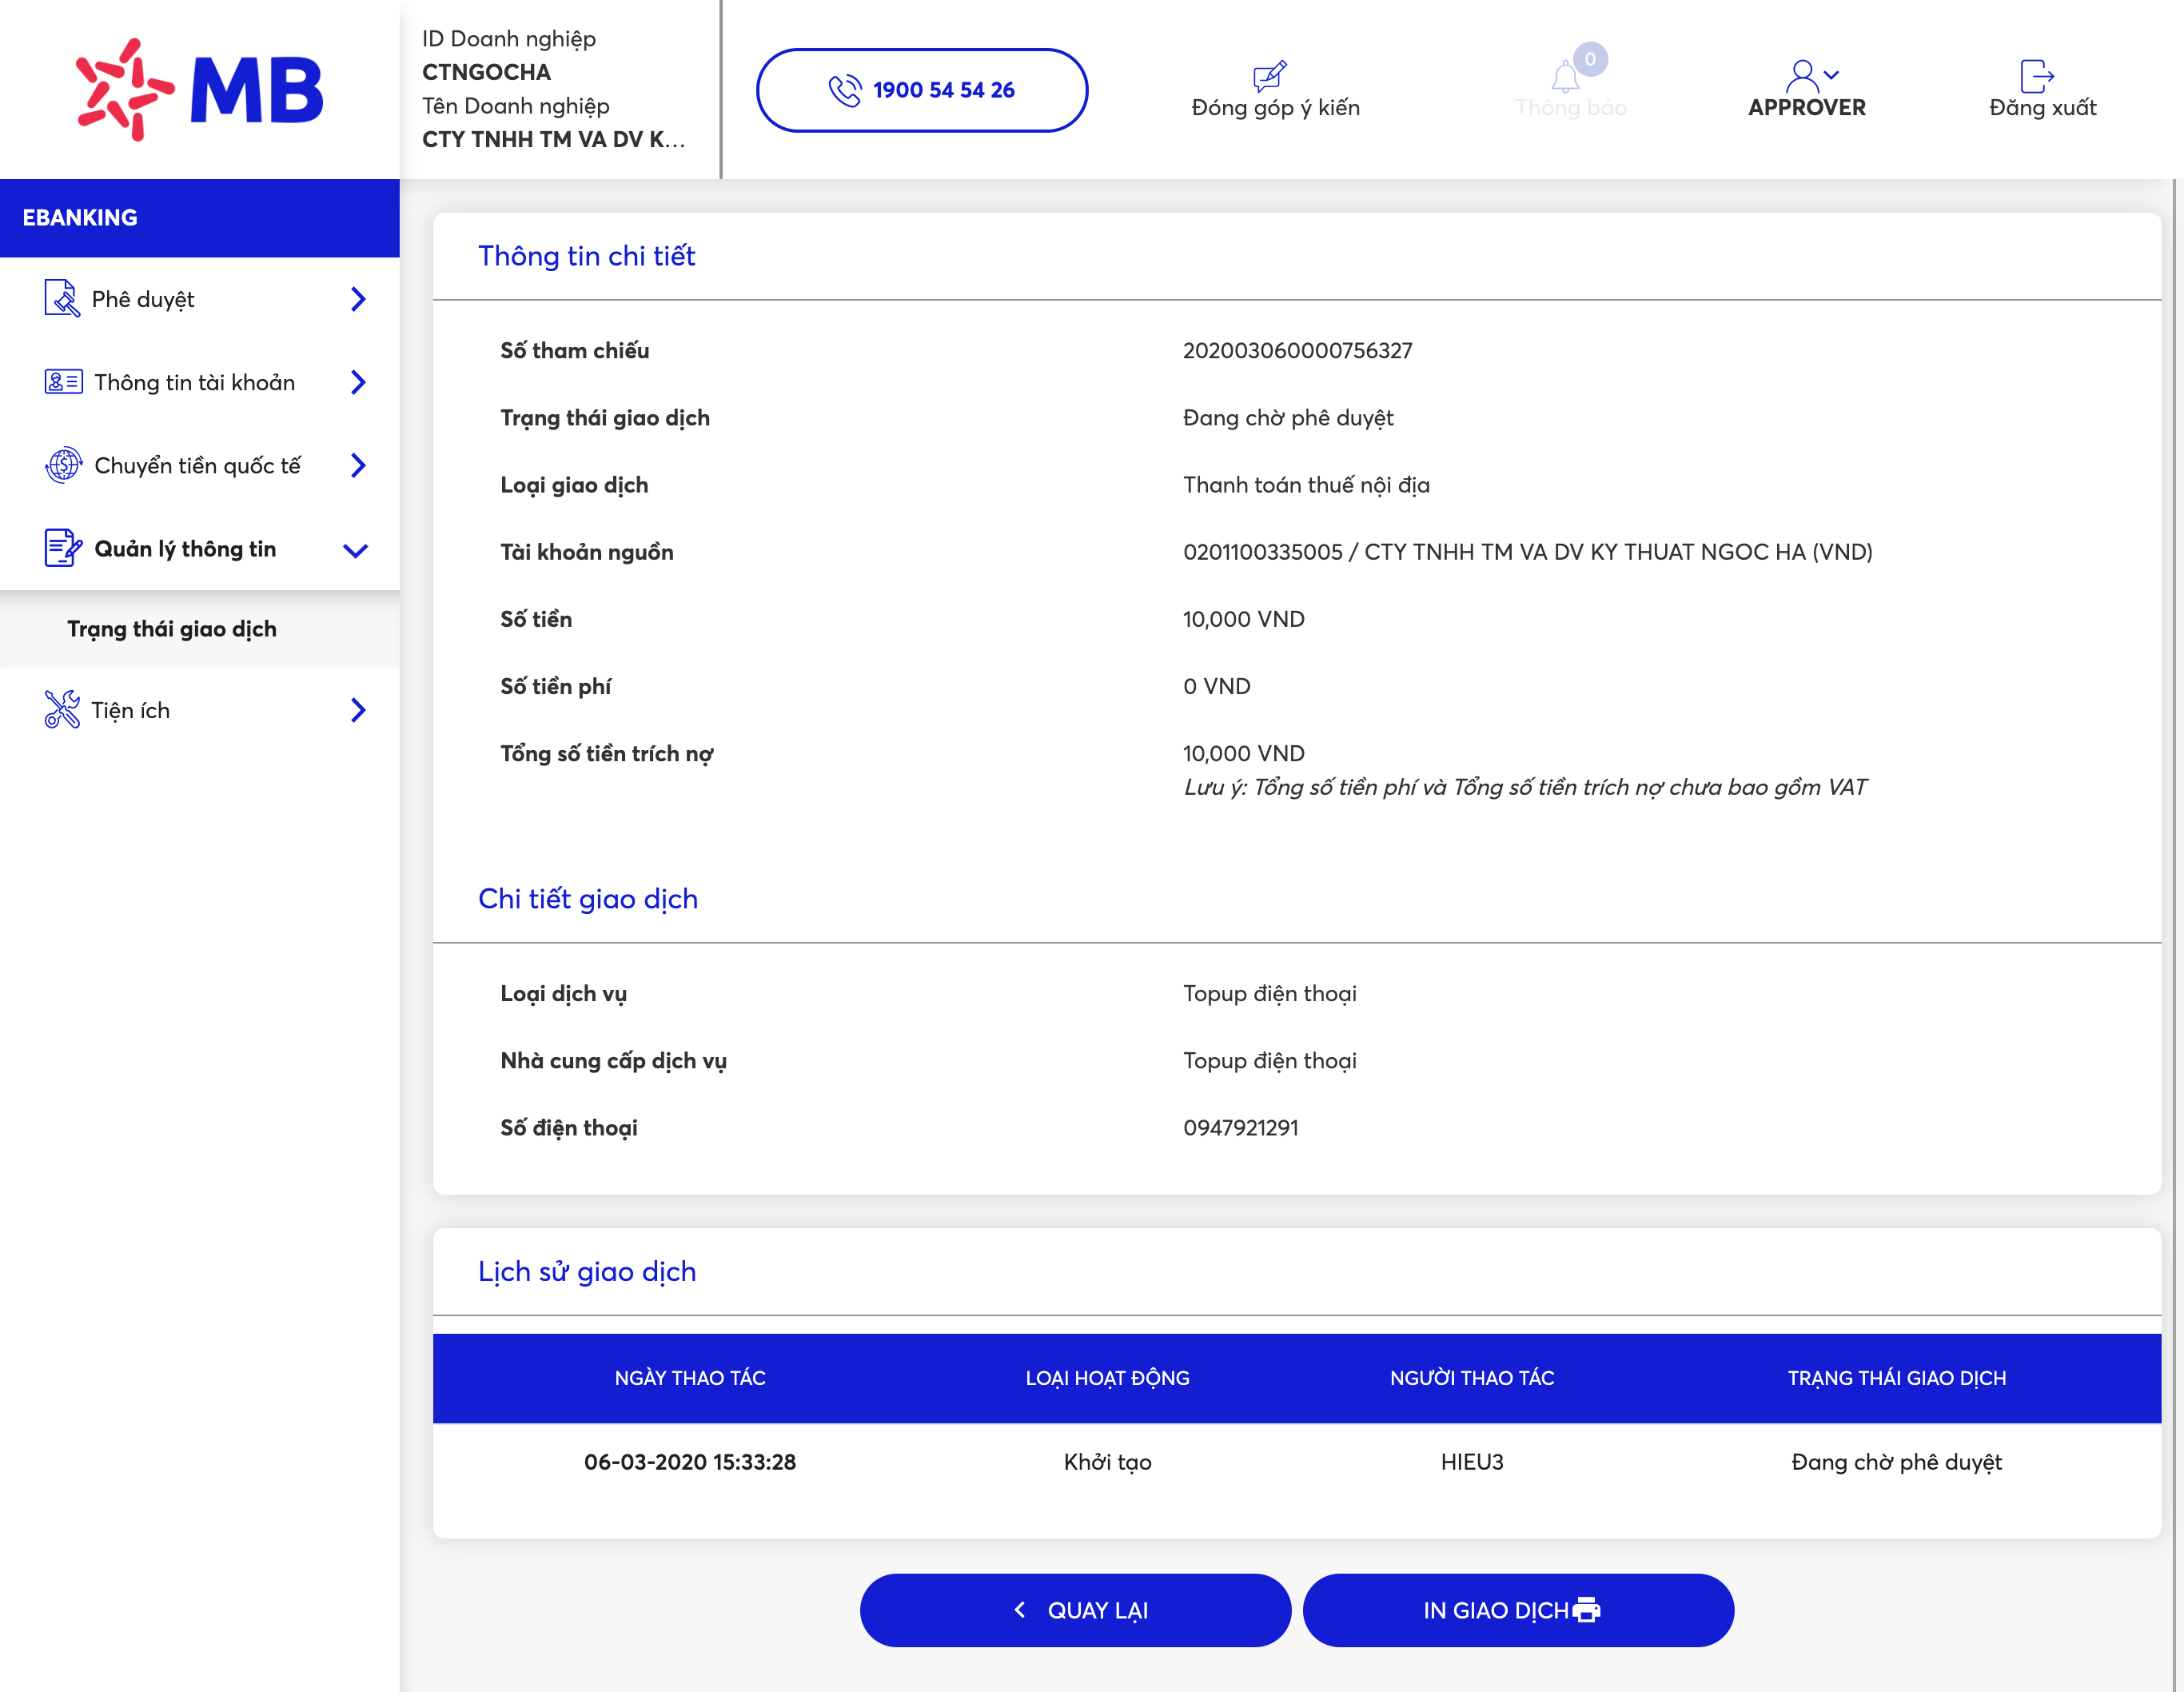 MB
ID Doanh nghiệp
CTNGOCHA
Tên Doanh nghiệp
CTY TNHH TM VA DV K...
1900 54 54 26
Đóng góp ý kiến
0
Thông báo
APPROVER
Đăng xuất
EBANKING
Phê duyệt
Thông tin tài khoản
Chuyển tiền quốc tế
Quản lý thông tin
Trạng thái giao dịch
Tiện ích
Thông tin chi tiết
Số tham chiếu 202003060000756327
Trạng thái giao dịch Đang chờ phê duyệt
Loại giao dịch Thanh toán thuế nội địa
Tài khoản nguồn 0201100335005 / CTY TNHH TM VA DV KY THUAT NGOC HA (VND)
Số tiền 10,000 VND
Số tiền phí 0 VND
Tổng số tiền trích nợ 10,000 VND
Lưu ý: Tổng số tiền phí và Tổng số tiền trích nợ chưa bao gồm VAT
Chi tiết giao dịch
Loại dịch vụ Topup điện thoại
Nhà cung cấp dịch vụ Topup điện thoại
Số điện thoại 0947921291
Lịch sử giao dịch
NGÀY THAO TÁC LOẠI HOẠT ĐỘNG NGƯỜI THAO TÁC TRẠNG THÁI GIAO DỊCH
06-03-2020 15:33:28 Khởi tạo HIEU3 Đang chờ phê duyệt
QUAY LẠI IN GIAO DỊCH